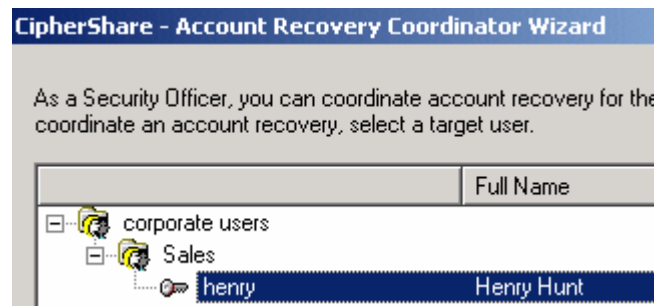 CipherShare - Account Recovery Coordinator Wizard
As a Security Officer, you can coordinate account recovery for the
coordinate an account recovery, select a target user.
Full Name
corporate users
Sales
henry Henry Hunt